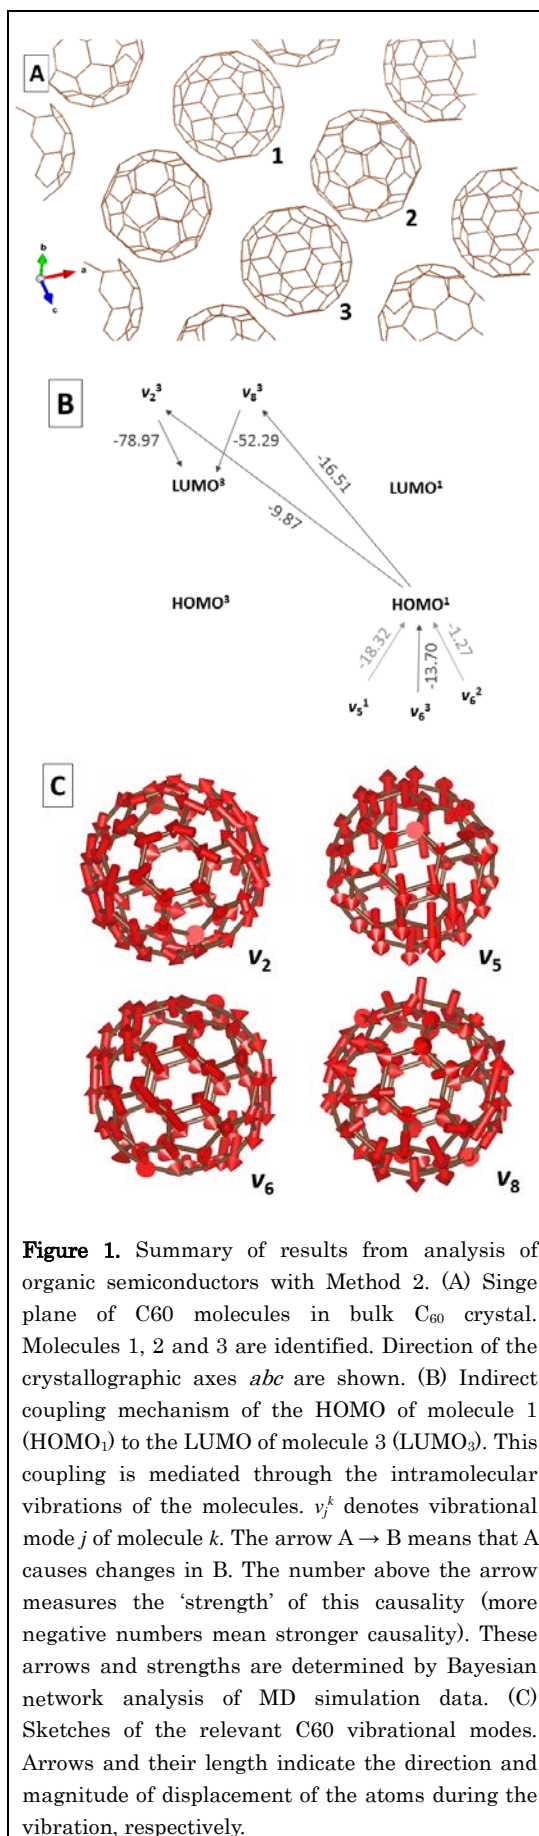 A
1
2
3
b
a
c
B
v₂³
v₈³
-78.97
-52.29
-16.51
LUMO³
LUMO¹
-9.87
HOMO³
HOMO¹
-18.32
-13.70
-1.27
v₅¹
v₆³
v₆²
C
v₂
v₅
v₆
v₈
Figure 1. Summary of results from analysis of
organic semiconductors with Method 2. (A) Singe
plane of C60 molecules in bulk C₆₀ crystal.
Molecules 1, 2 and 3 are identified. Direction of the
crystallographic axes abc are shown. (B) Indirect
coupling mechanism of the HOMO of molecule 1
(HOMO₁) to the LUMO of molecule 3 (LUMO₃). This
coupling is mediated through the intramolecular
vibrations of the molecules. vⱼᵏ denotes vibrational
mode j of molecule k. The arrow A → B means that A
causes changes in B. The number above the arrow
measures the ‘strength’ of this causality (more
negative numbers mean stronger causality). These
arrows and strengths are determined by Bayesian
network analysis of MD simulation data. (C)
Sketches of the relevant C60 vibrational modes.
Arrows and their length indicate the direction and
magnitude of displacement of the atoms during the
vibration, respectively.